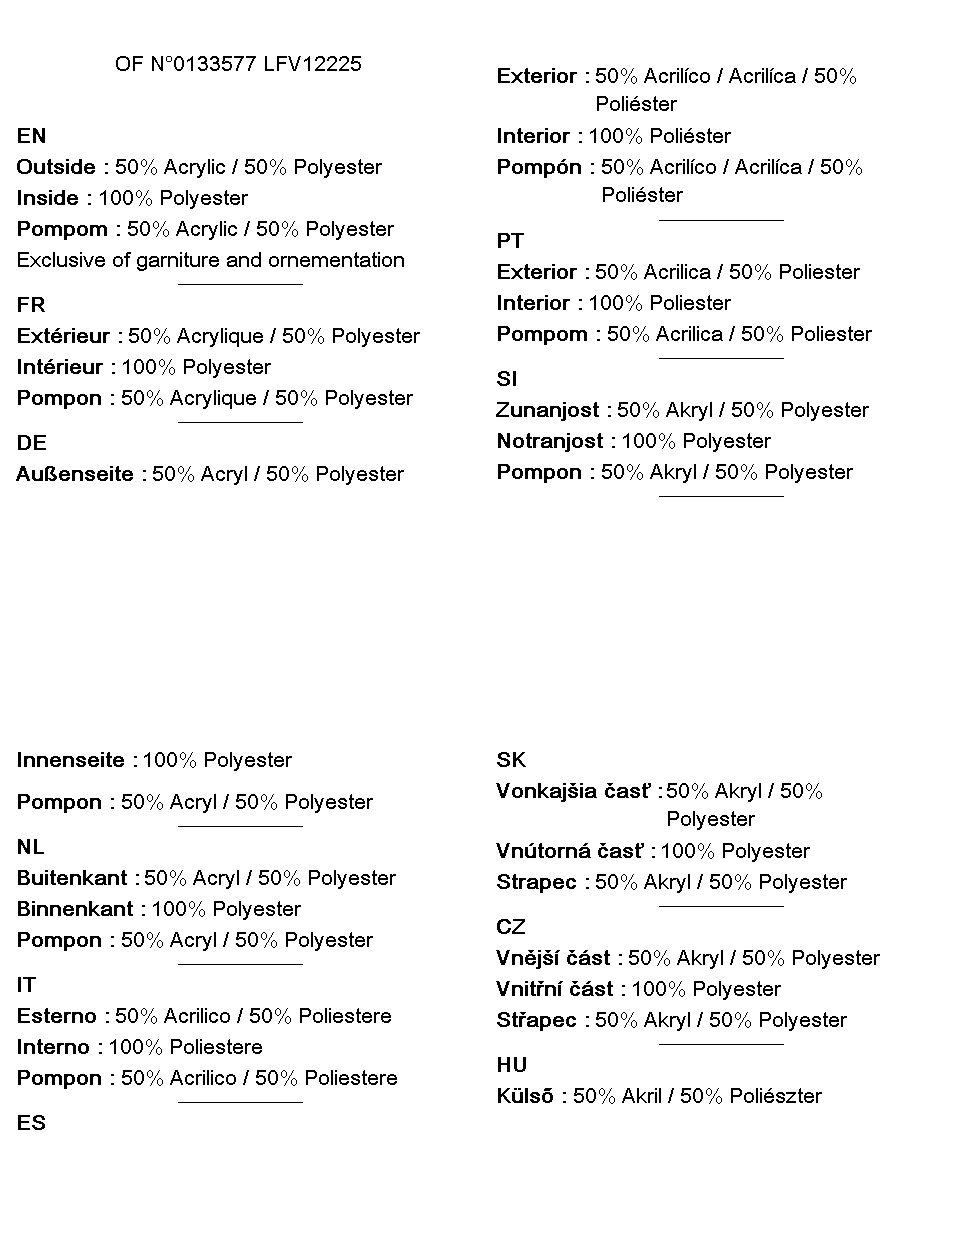 OF N°0133577 LFV12225
EN
Outside : 50% Acrylic / 50% Polyester
Inside : 100% Polyester
Pompom : 50% Acrylic / 50% Polyester
Exclusive of garniture and ornementation
FR
Extérieur : 50% Acrylique / 50% Polyester
Intérieur : 100% Polyester
Pompon : 50% Acrylique / 50% Polyester
DE
Außenseite : 50% Acryl / 50% Polyester
Innenseite : 100% Polyester
Pompon : 50% Acryl / 50% Polyester
NL
Buitenkant : 50% Acryl / 50% Polyester
Binnenkant : 100% Polyester
Pompon : 50% Acryl / 50% Polyester
IT
Esterno : 50% Acrilico / 50% Poliestere
Interno : 100% Poliestere
Pompon : 50% Acrilico / 50% Poliestere
ES
Exterior : 50% Acrilíco / Acrilíca / 50%
Poliéster
Interior : 100% Poliéster
Pompón : 50% Acrilíco / Acrilíca / 50%
Poliéster
PT
Exterior : 50% Acrilica / 50% Poliester
Interior : 100% Poliester
Pompom : 50% Acrilica / 50% Poliester
SI
Zunanjost : 50% Akryl / 50% Polyester
Notranjost : 100% Polyester
Pompon : 50% Akryl / 50% Polyester
SK
Vonkajšia časť : 50% Akryl / 50%
Polyester
Vnútorná časť : 100% Polyester
Strapec : 50% Akryl / 50% Polyester
CZ
Vnější část : 50% Akryl / 50% Polyester
Vnitřní část : 100% Polyester
Střapec : 50% Akryl / 50% Polyester
HU
Külsõ : 50% Akril / 50% Poliészter